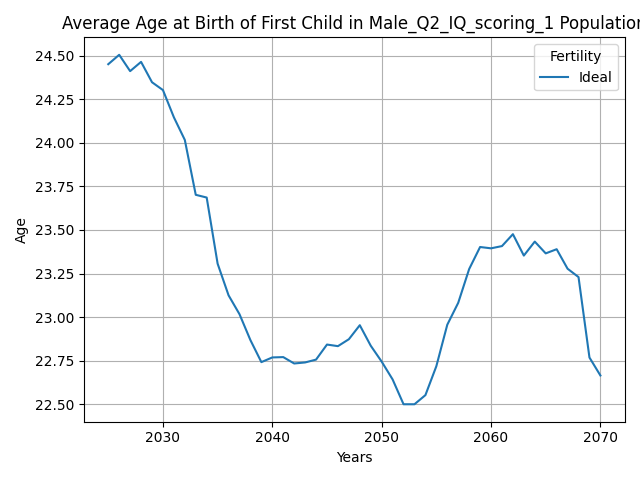 Average Age at Birth of First Child in Male_Q2_IQ_scoring_1 Population
Fertility
Ideal
24.50
24.25
24.00
23.75
23.50
23.25
23.00
22.75
22.50
Age
2030 2040 2050 2060 2070
Years